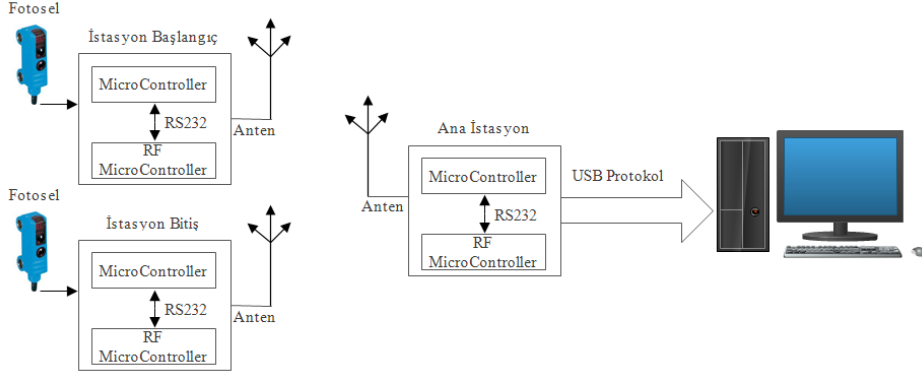 Fotosel
İstasyon Başlangıç
MicroController
RS232
RF
MicroController
Anten
Fotosel
İstasyon Bitiş
MicroController
RS232
RF
MicroController
Anten
Ana İstasyon
MicroController
RS232
RF
MicroController
Anten
USB Protokol